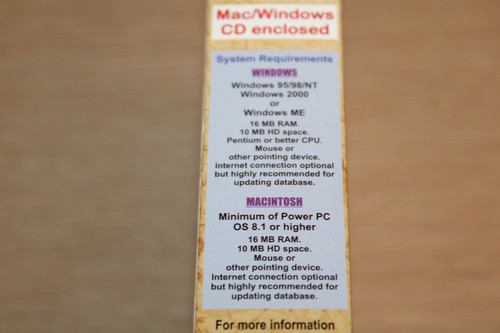 Mac/Windows
CD enclosed
System Requirements
WINDOWS
Windows 95/98/NT
Windows 2000
or
Windows ME
16 MB RAM.
10 MB HD space.
Pentium or better CPU.
Mouse or
other pointing device.
Internet connection optional
but highly recommended for
updating database.
MACINTOSH
Minimum of Power PC
OS 8.1 or higher
16 MB RAM.
10 MB HD space.
Mouse or
other pointing device.
Internet connection optional
but highly recommended for
updating database.
For more information